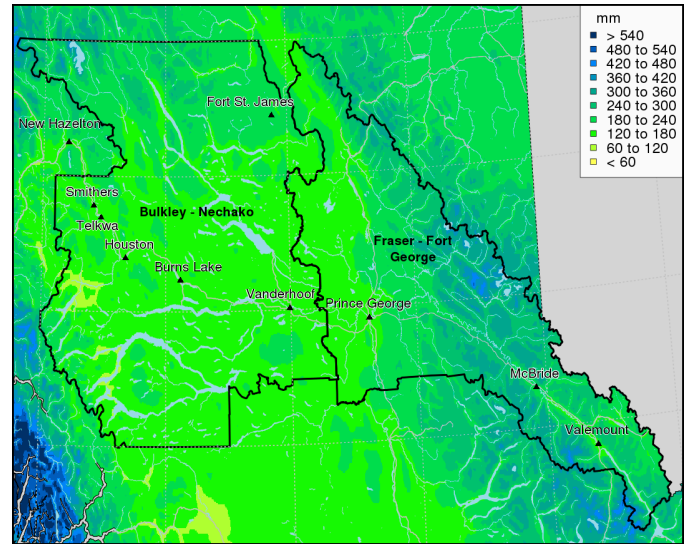 mm
> 540
480 to 540
420 to 480
360 to 420
300 to 360
240 to 300
180 to 240
120 to 180
60 to 120
< 60
Fort St. James
New Hazelton
Smithers
Telkwa
Bulkley - Nechako
Houston
Fraser - Fort
George
Burns Lake
Vanderhoof
Prince George
McBride
Valemount